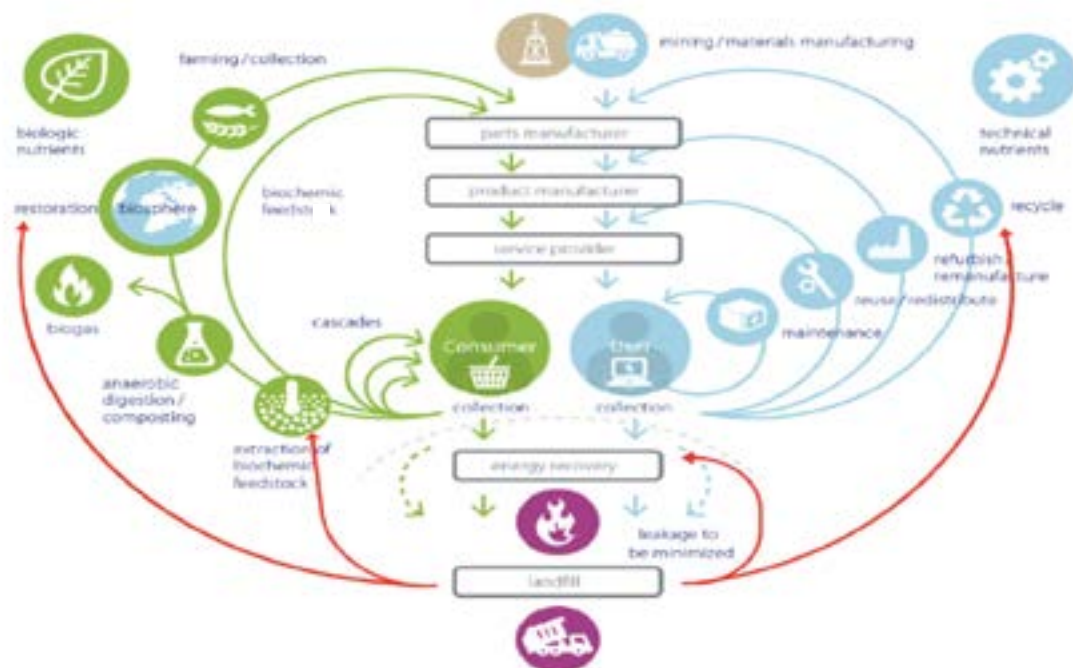 mining/materials manufacturing
farming/collection
biologic
nutrients
technical
nutrients
parts manufacturer
biochemic
feedstock
product manufacturer
restoration
biosphere
recycle
service provider
refurbish
remanufacture
reuse/redistribute
biogas
cascades
maintenance
Consumer
User
anaerobic
digestion/
composting
collection
collection
extraction of
biochemic
feedstock
energy recovery
leakage to
be minimized
landfill